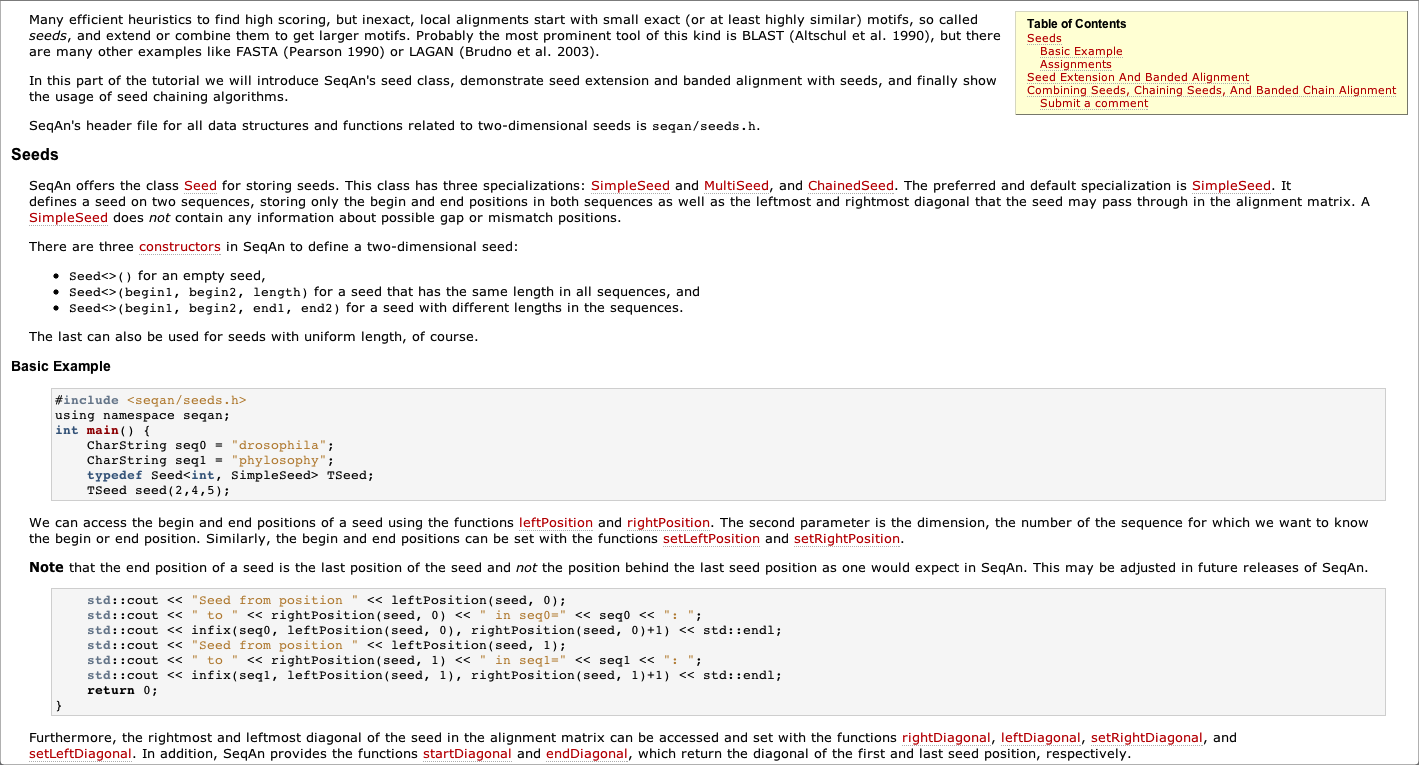 Many efficient heuristics to find high scoring, but inexact, local alignments start with small exact (or at least highly similar) motifs, so called
seeds, and extend or combine them to get larger motifs. Probably the most prominent tool of this kind is BLAST (Altschul et al. 1990), but there
are many other examples like FASTA (Pearson 1990) or LAGAN (Brudno et al. 2003).
In this part of the tutorial we will introduce SeqAn's seed class, demonstrate seed extension and banded alignment with seeds, and finally show
the usage of seed chaining algorithms.
SeqAn's header file for all data structures and functions related to two-dimensional seeds is seqan/seeds.h.
Table of Contents
Seeds
Basic Example
Assignments
Seed Extension And Banded Alignment
Combining Seeds, Chaining Seeds, And Banded Chain Alignment
Submit a comment
Seeds
SeqAn offers the class Seed for storing seeds. This class has three specializations: SimpleSeed and MultiSeed, and ChainedSeed. The preferred and default specialization is SimpleSeed. It
defines a seed on two sequences, storing only the begin and end positions in both sequences as well as the leftmost and rightmost diagonal that the seed may pass through in the alignment matrix. A
SimpleSeed does not contain any information about possible gap or mismatch positions.
There are three constructors in SeqAn to define a two-dimensional seed:
• Seed<>() for an empty seed,
• Seed<>(begin1, begin2, length) for a seed that has the same length in all sequences, and
• Seed<>(begin1, begin2, end1, end2) for a seed with different lengths in the sequences.
The last can also be used for seeds with uniform length, of course.
Basic Example
#include <seqan/seeds.h>
using namespace seqan;
int main() {
    CharString seq0 = "drosophila";
    CharString seq1 = "phylosophy";
    typedef Seed<int, SimpleSeed> TSeed;
    TSeed seed(2,4,5);
We can access the begin and end positions of a seed using the functions leftPosition and rightPosition. The second parameter is the dimension, the number of the sequence for which we want to know
the begin or end position. Similarly, the begin and end positions can be set with the functions setLeftPosition and setRightPosition.
Note that the end position of a seed is the last position of the seed and not the position behind the last seed position as one would expect in SeqAn. This may be adjusted in future releases of SeqAn.
    std::cout << "Seed from position " << leftPosition(seed, 0);
    std::cout << " to " << rightPosition(seed, 0) << " in seq0=" << seq0 << ": ";
    std::cout << infix(seq0, leftPosition(seed, 0), rightPosition(seed, 0)+1) << std::endl;
    std::cout << "Seed from position " << leftPosition(seed, 1);
    std::cout << " to " << rightPosition(seed, 1) << " in seq1=" << seq1 << ": ";
    std::cout << infix(seq1, leftPosition(seed, 1), rightPosition(seed, 1)+1) << std::endl;
    return 0;
}
Furthermore, the rightmost and leftmost diagonal of the seed in the alignment matrix can be accessed and set with the functions rightDiagonal, leftDiagonal, setRightDiagonal, and
setLeftDiagonal. In addition, SeqAn provides the functions startDiagonal and endDiagonal, which return the diagonal of the first and last seed position, respectively.